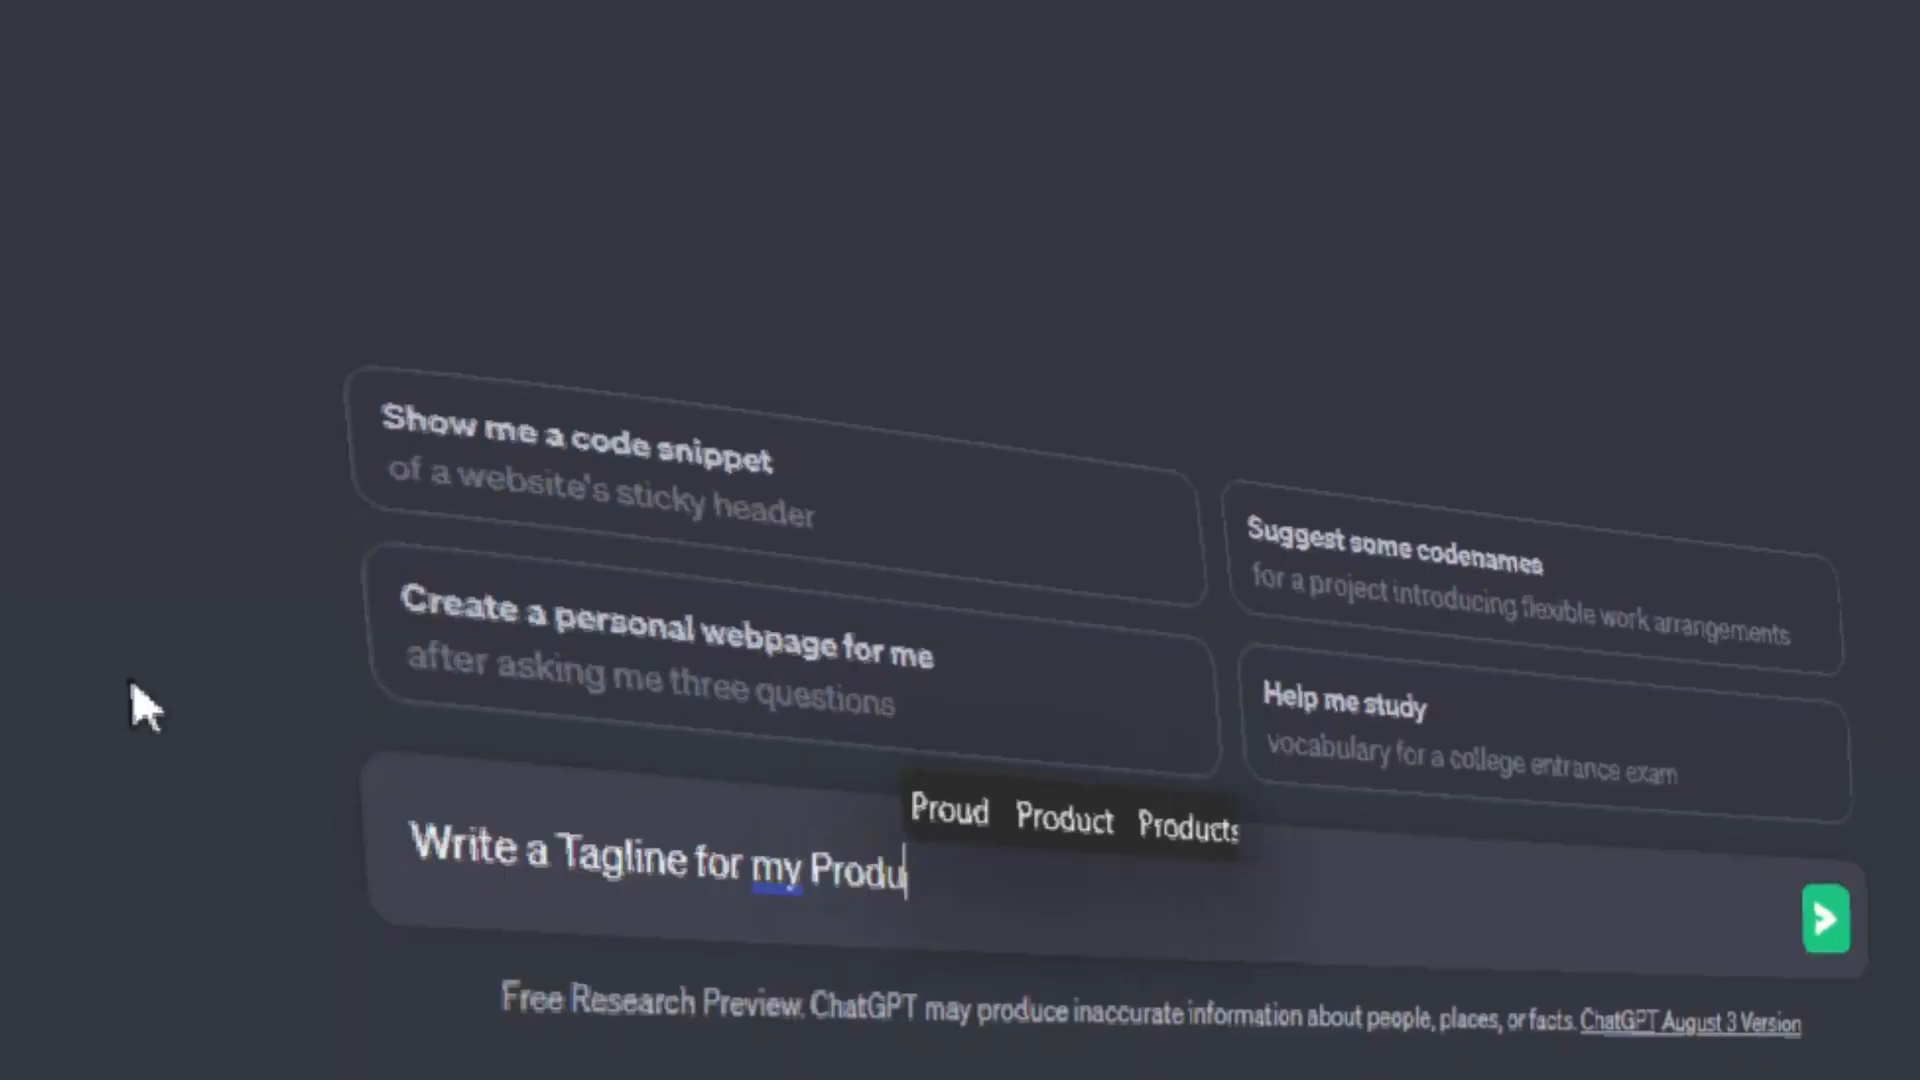 Show me a code snippet
of a website's sticky header
Suggest some codenames
for a project introducing flexible work arrangements
Create a personal webpage for me
after asking me three questions
Help me study
vocabulary for a college entrance exam
Proud Product Products
Write a Tagline for my Produ
Free Research Preview. ChatGPT may produce inaccurate information about people, places, or facts. ChatGPT August 3 Version